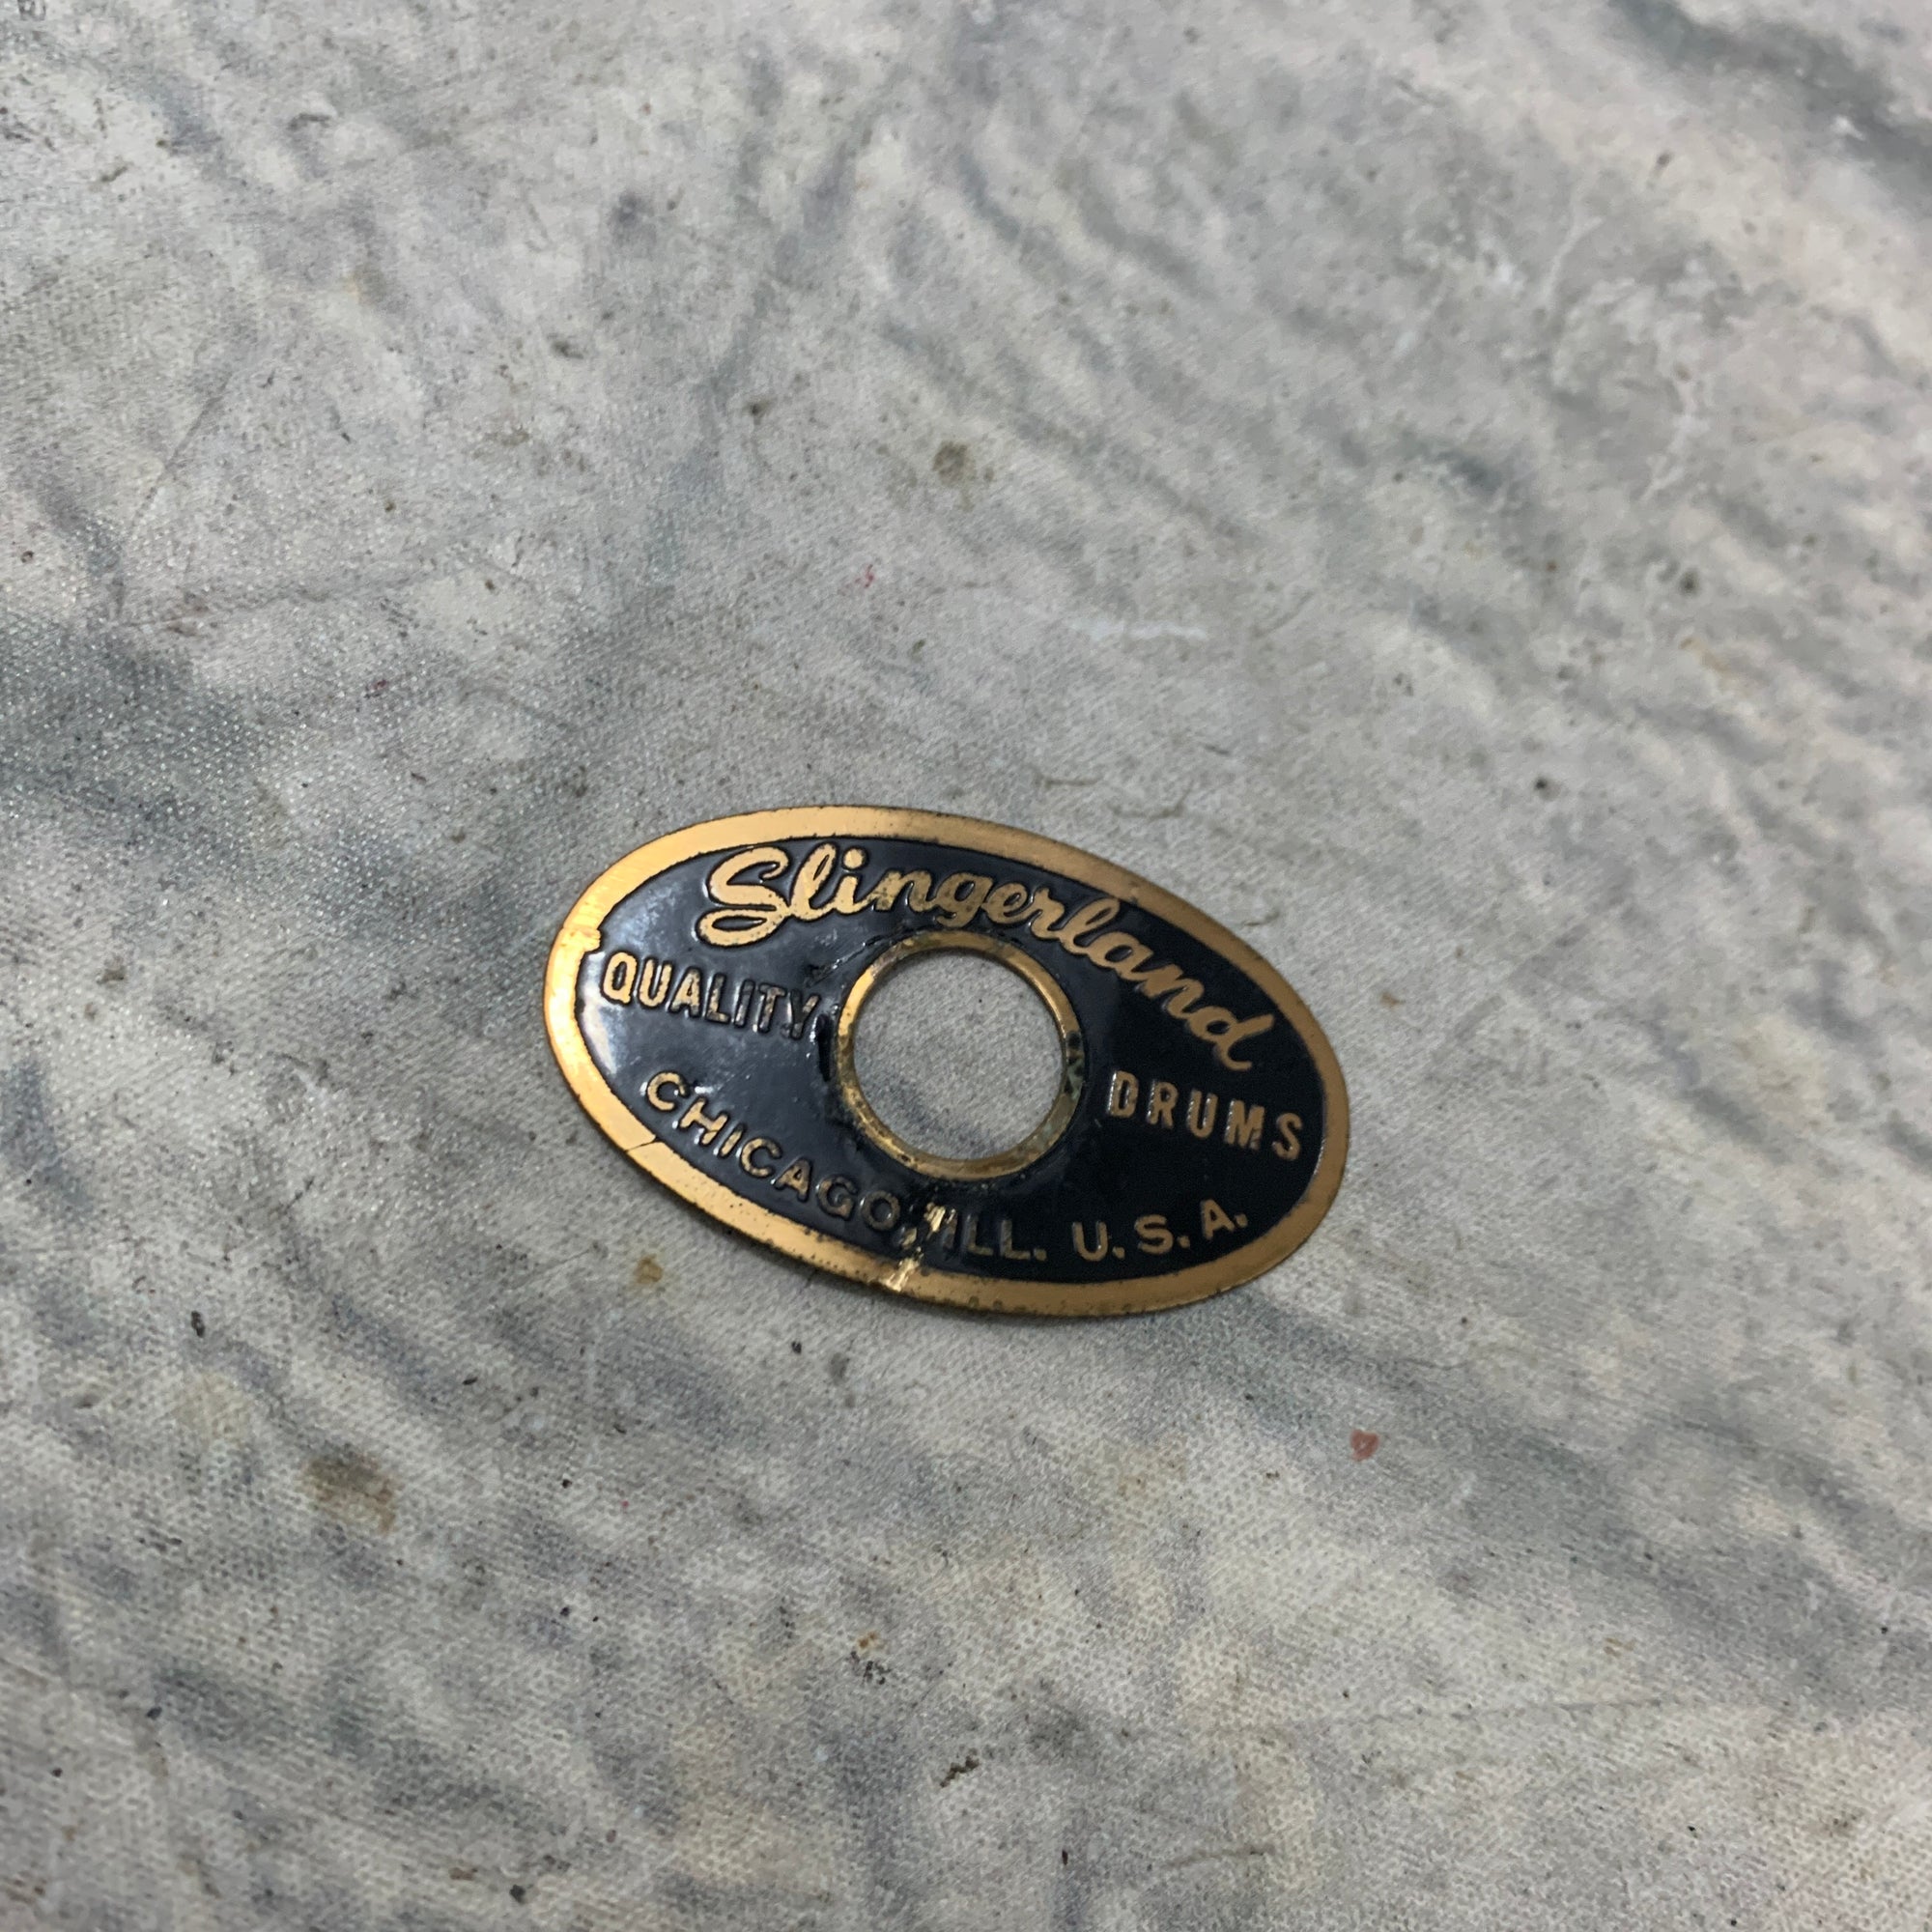 Slingerland
QUALITY DRUMS
CHICAGO, ILL. U.S.A.